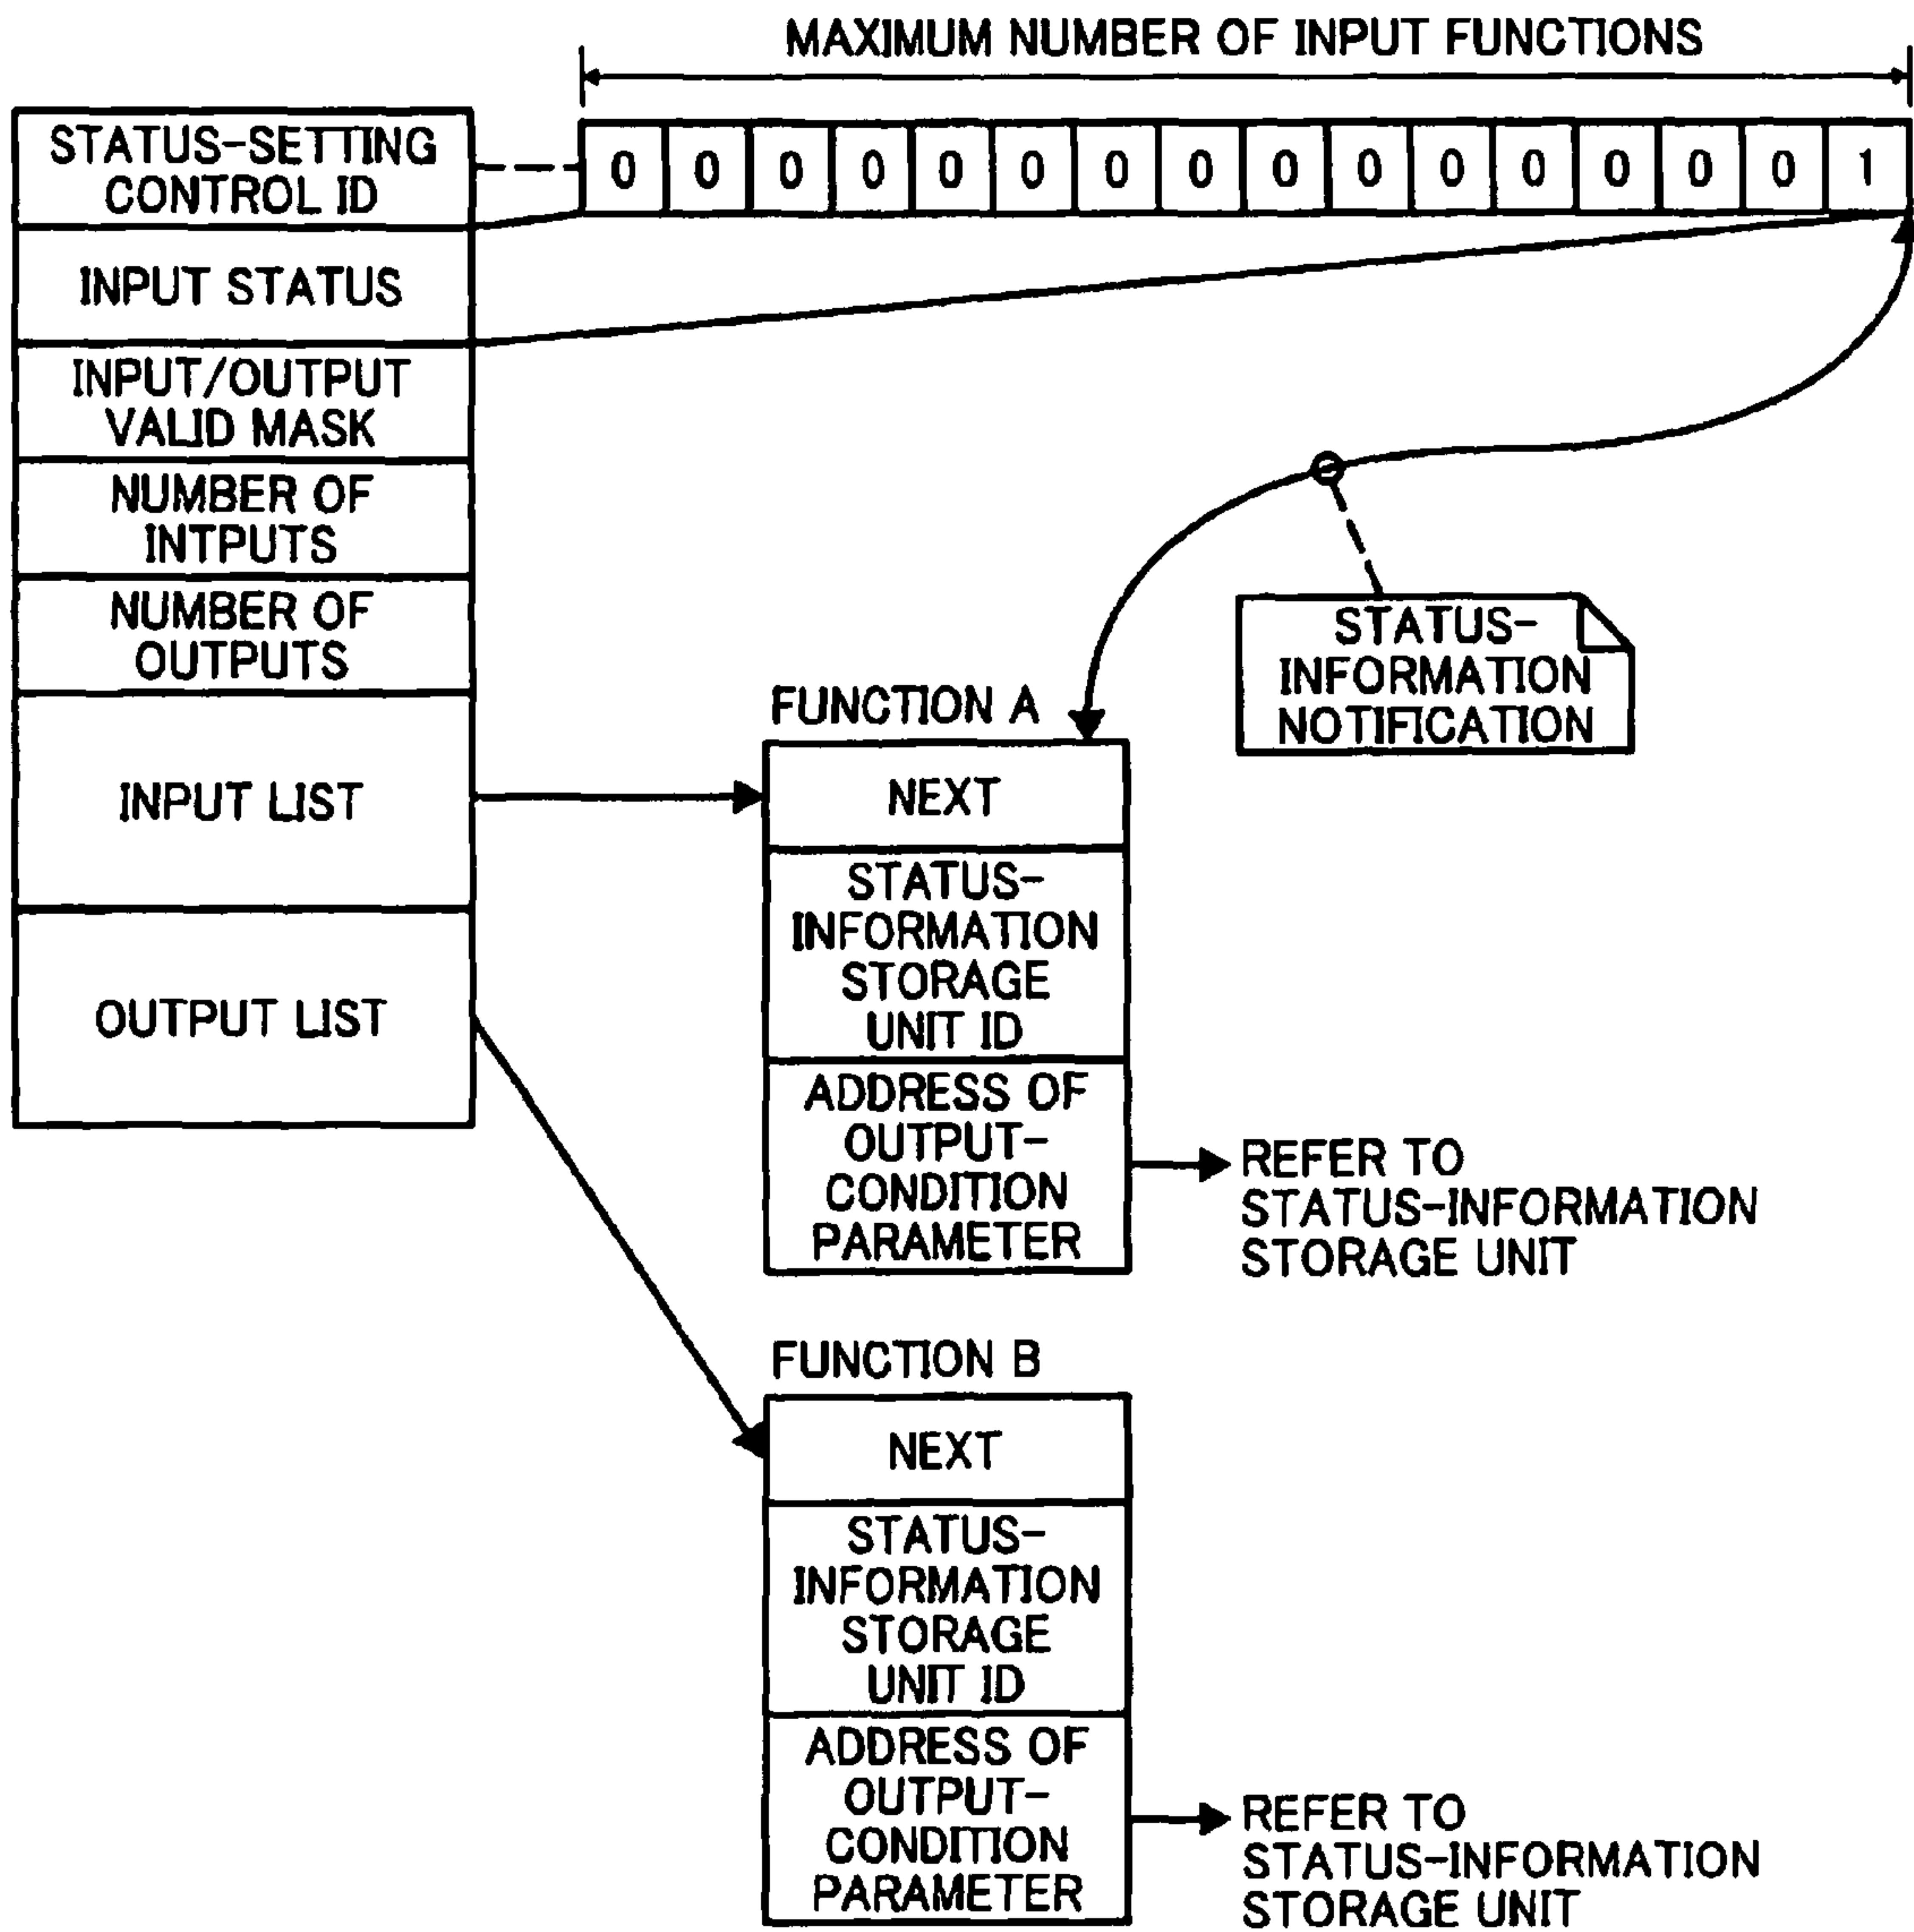 MAXIMUM NUMBER OF INPUT FUNCTIONS
STATUS-SETTING
CONTROL ID
0 0 0 0 0 0 0 0 0 0 0 0 0 0 0 1
INPUT STATUS
INPUT/OUTPUT
VALID MASK
NUMBER OF
INTPUTS
NUMBER OF
OUTPUTS
INPUT LIST
OUTPUT LIST
STATUS-
INFORMATION
NOTIFICATION
FUNCTION A
NEXT
STATUS-
INFORMATION
STORAGE
UNIT ID
ADDRESS OF
OUTPUT-
CONDITION
PARAMETER
REFER TO
STATUS-INFORMATION
STORAGE UNIT
FUNCTION B
NEXT
STATUS-
INFORMATION
STORAGE
UNIT ID
ADDRESS OF
OUTPUT-
CONDITION
PARAMETER
REFER TO
STATUS-INFORMATION
STORAGE UNIT